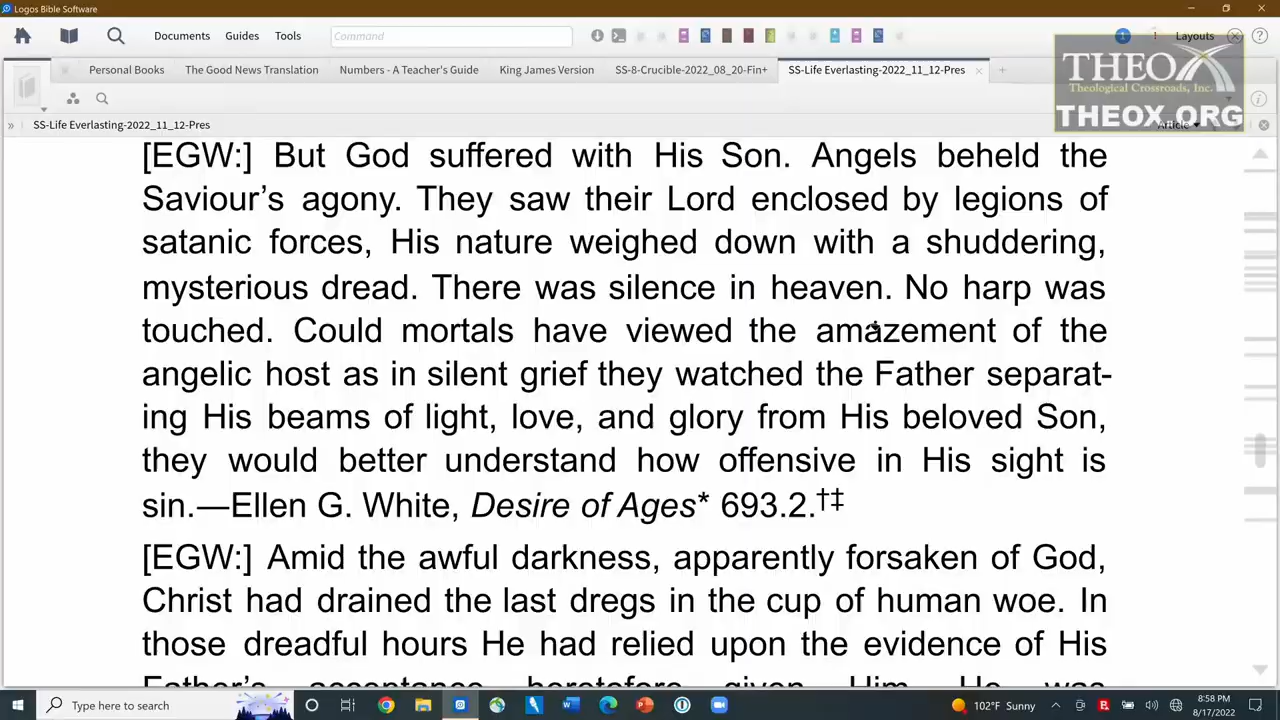 Logos Bible Software
Documents Guides Tools Command Layouts
Personal Books The Good News Translation Numbers - A Teacher's Guide King James Version SS-8-Crucible-2022_08_20-Fin+ SS-Life Everlasting-2022_11_12-Pres
THEOX
Theological Crossroads, Inc.
THEOX.ORG
SS-Life Everlasting-2022_11_12-Pres Article
[EGW:] But God suffered with His Son. Angels beheld the
Saviour's agony. They saw their Lord enclosed by legions of
satanic forces, His nature weighed down with a shuddering,
mysterious dread. There was silence in heaven. No harp was
touched. Could mortals have viewed the amazement of the
angelic host as in silent grief they watched the Father separat-
ing His beams of light, love, and glory from His beloved Son,
they would better understand how offensive in His sight is
sin.—Ellen G. White, Desire of Ages* 693.2.†‡
[EGW:] Amid the awful darkness, apparently forsaken of God,
Christ had drained the last dregs in the cup of human woe. In
those dreadful hours He had relied upon the evidence of His
Father's acceptance heretofore given Him. He was
Type here to search
102°F Sunny
8:58 PM
8/17/2022